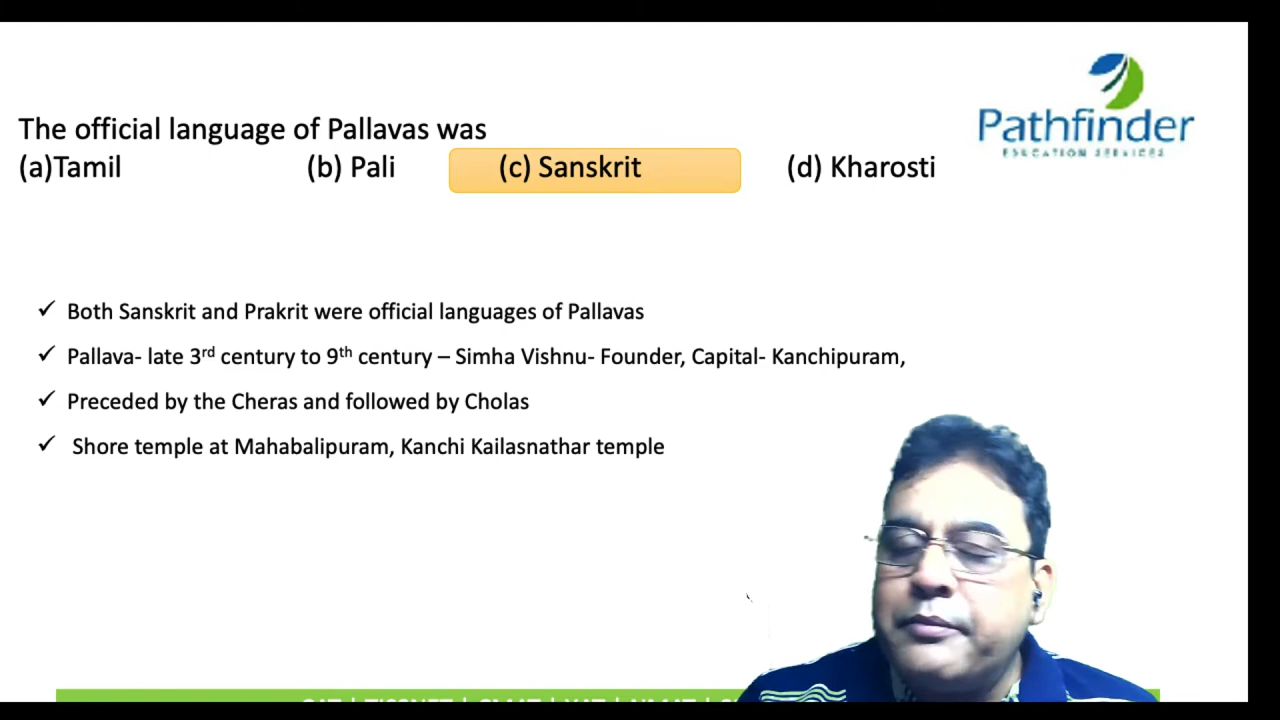 Pathfinder
EDUCATION SERVICES
The official language of Pallavas was
(a)Tamil (b) Pali (c) Sanskrit (d) Kharosti
✓ Both Sanskrit and Prakrit were official languages of Pallavas
✓ Pallava- late 3rd century to 9th century – Simha Vishnu- Founder, Capital- Kanchipuram,
✓ Preceded by the Cheras and followed by Cholas
✓ Shore temple at Mahabalipuram, Kanchi Kailasnathar temple